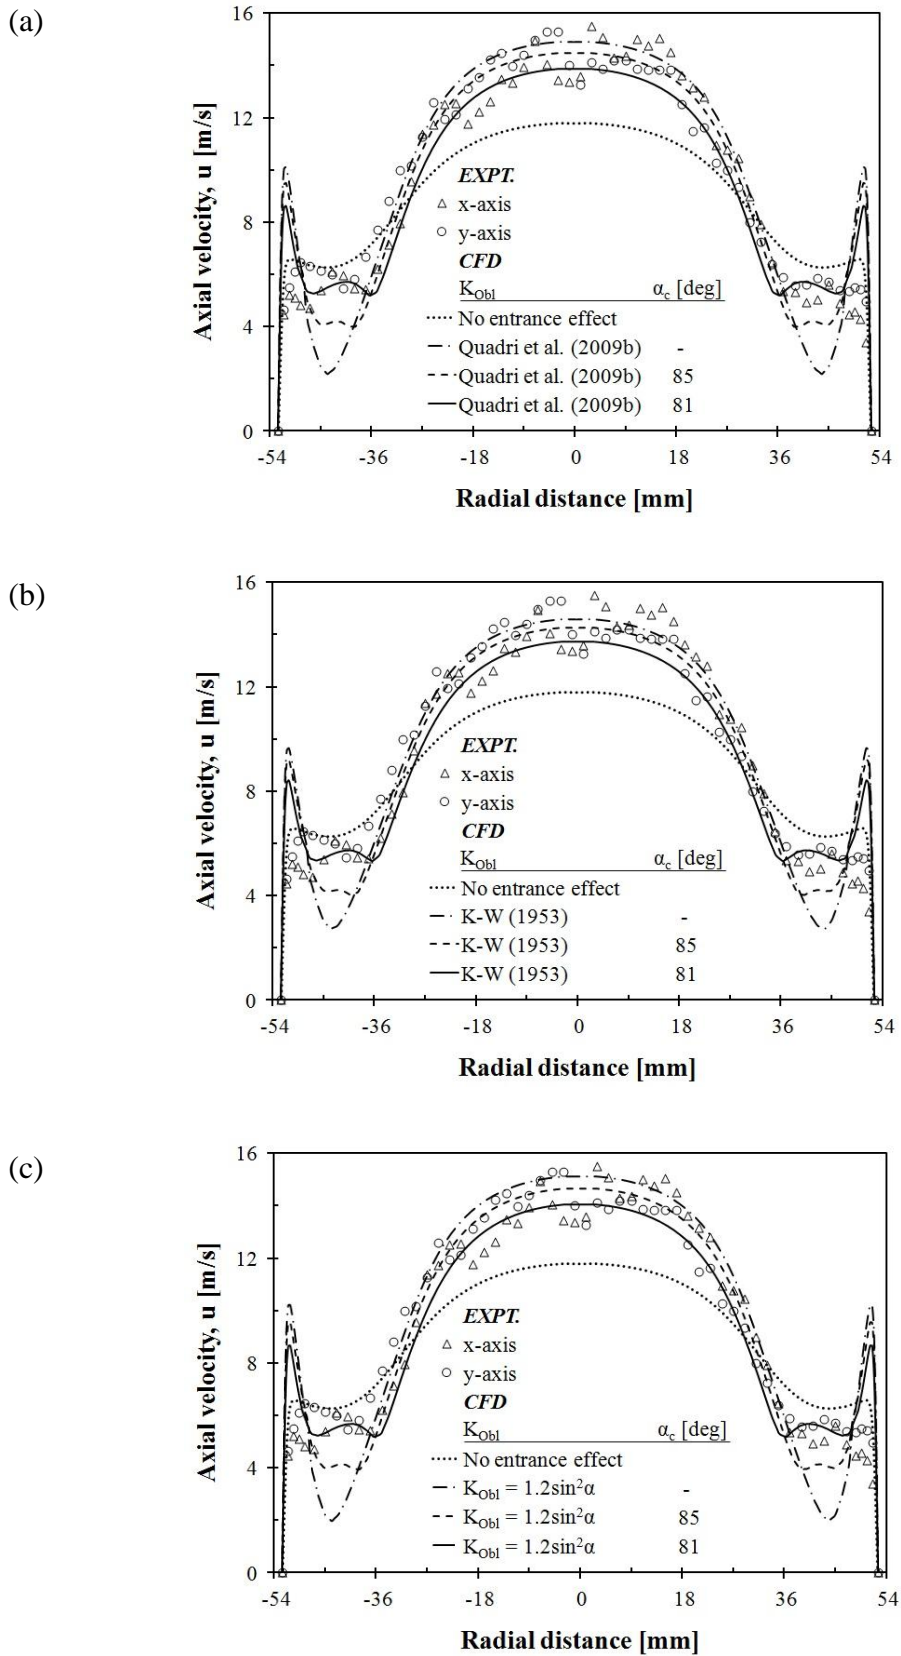 (a)
16
12
8
4
0
Axial velocity, u [m/s]
EXPT.
x-axis
y-axis
CFD
K_Obl α_c [deg]
No entrance effect
Quadri et al. (2009b) -
Quadri et al. (2009b) 85
Quadri et al. (2009b) 81
-54 -36 -18 0 18 36 54
Radial distance [mm]
(b)
16
12
8
4
0
Axial velocity, u [m/s]
EXPT.
x-axis
y-axis
CFD
K_Obl α_c [deg]
No entrance effect
K-W (1953) -
K-W (1953) 85
K-W (1953) 81
-54 -36 -18 0 18 36 54
Radial distance [mm]
(c)
16
12
8
4
0
Axial velocity, u [m/s]
EXPT.
x-axis
y-axis
CFD
K_Obl α_c [deg]
No entrance effect
K_Obl = 1.2sin²α -
K_Obl = 1.2sin²α 85
K_Obl = 1.2sin²α 81
-54 -36 -18 0 18 36 54
Radial distance [mm]